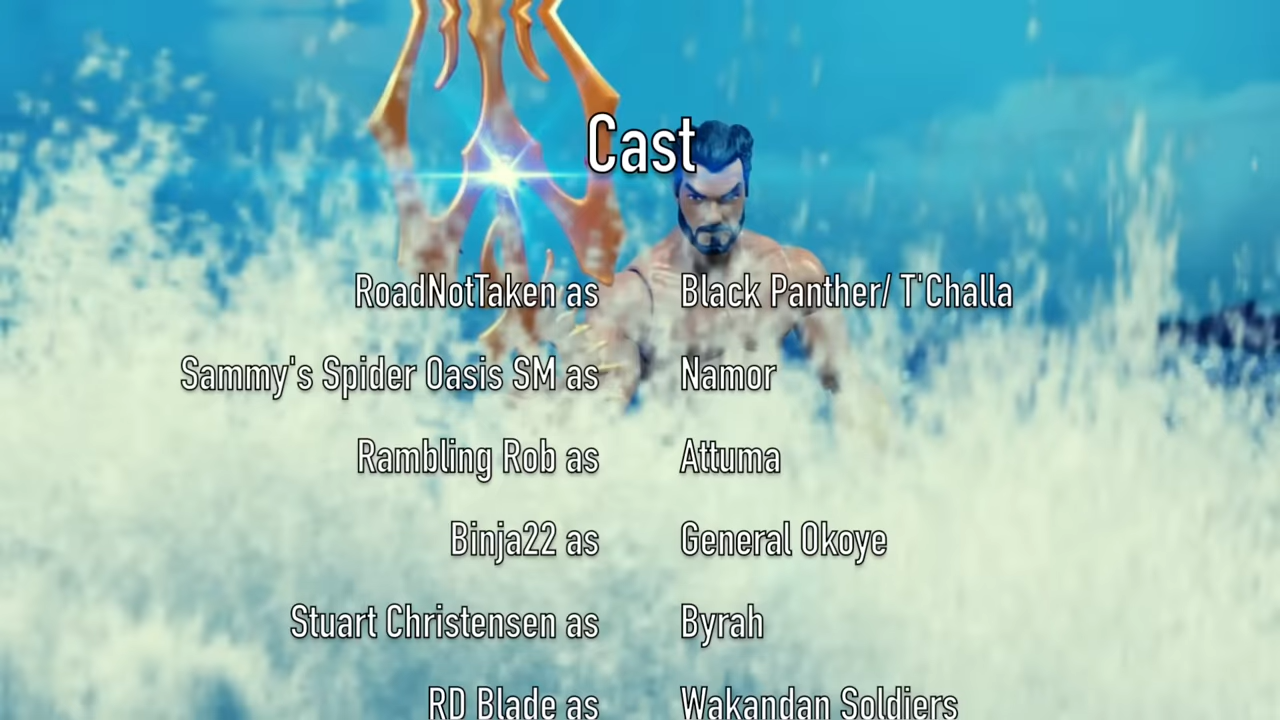 Cast
RoadNotTaken as Black Panther/ T'Challa
Sammy's Spider Oasis SM as Namor
Rambling Rob as Attuma
Binja22 as General Okoye
Stuart Christensen as Byrah
RD Blade as Wakandan Soldiers